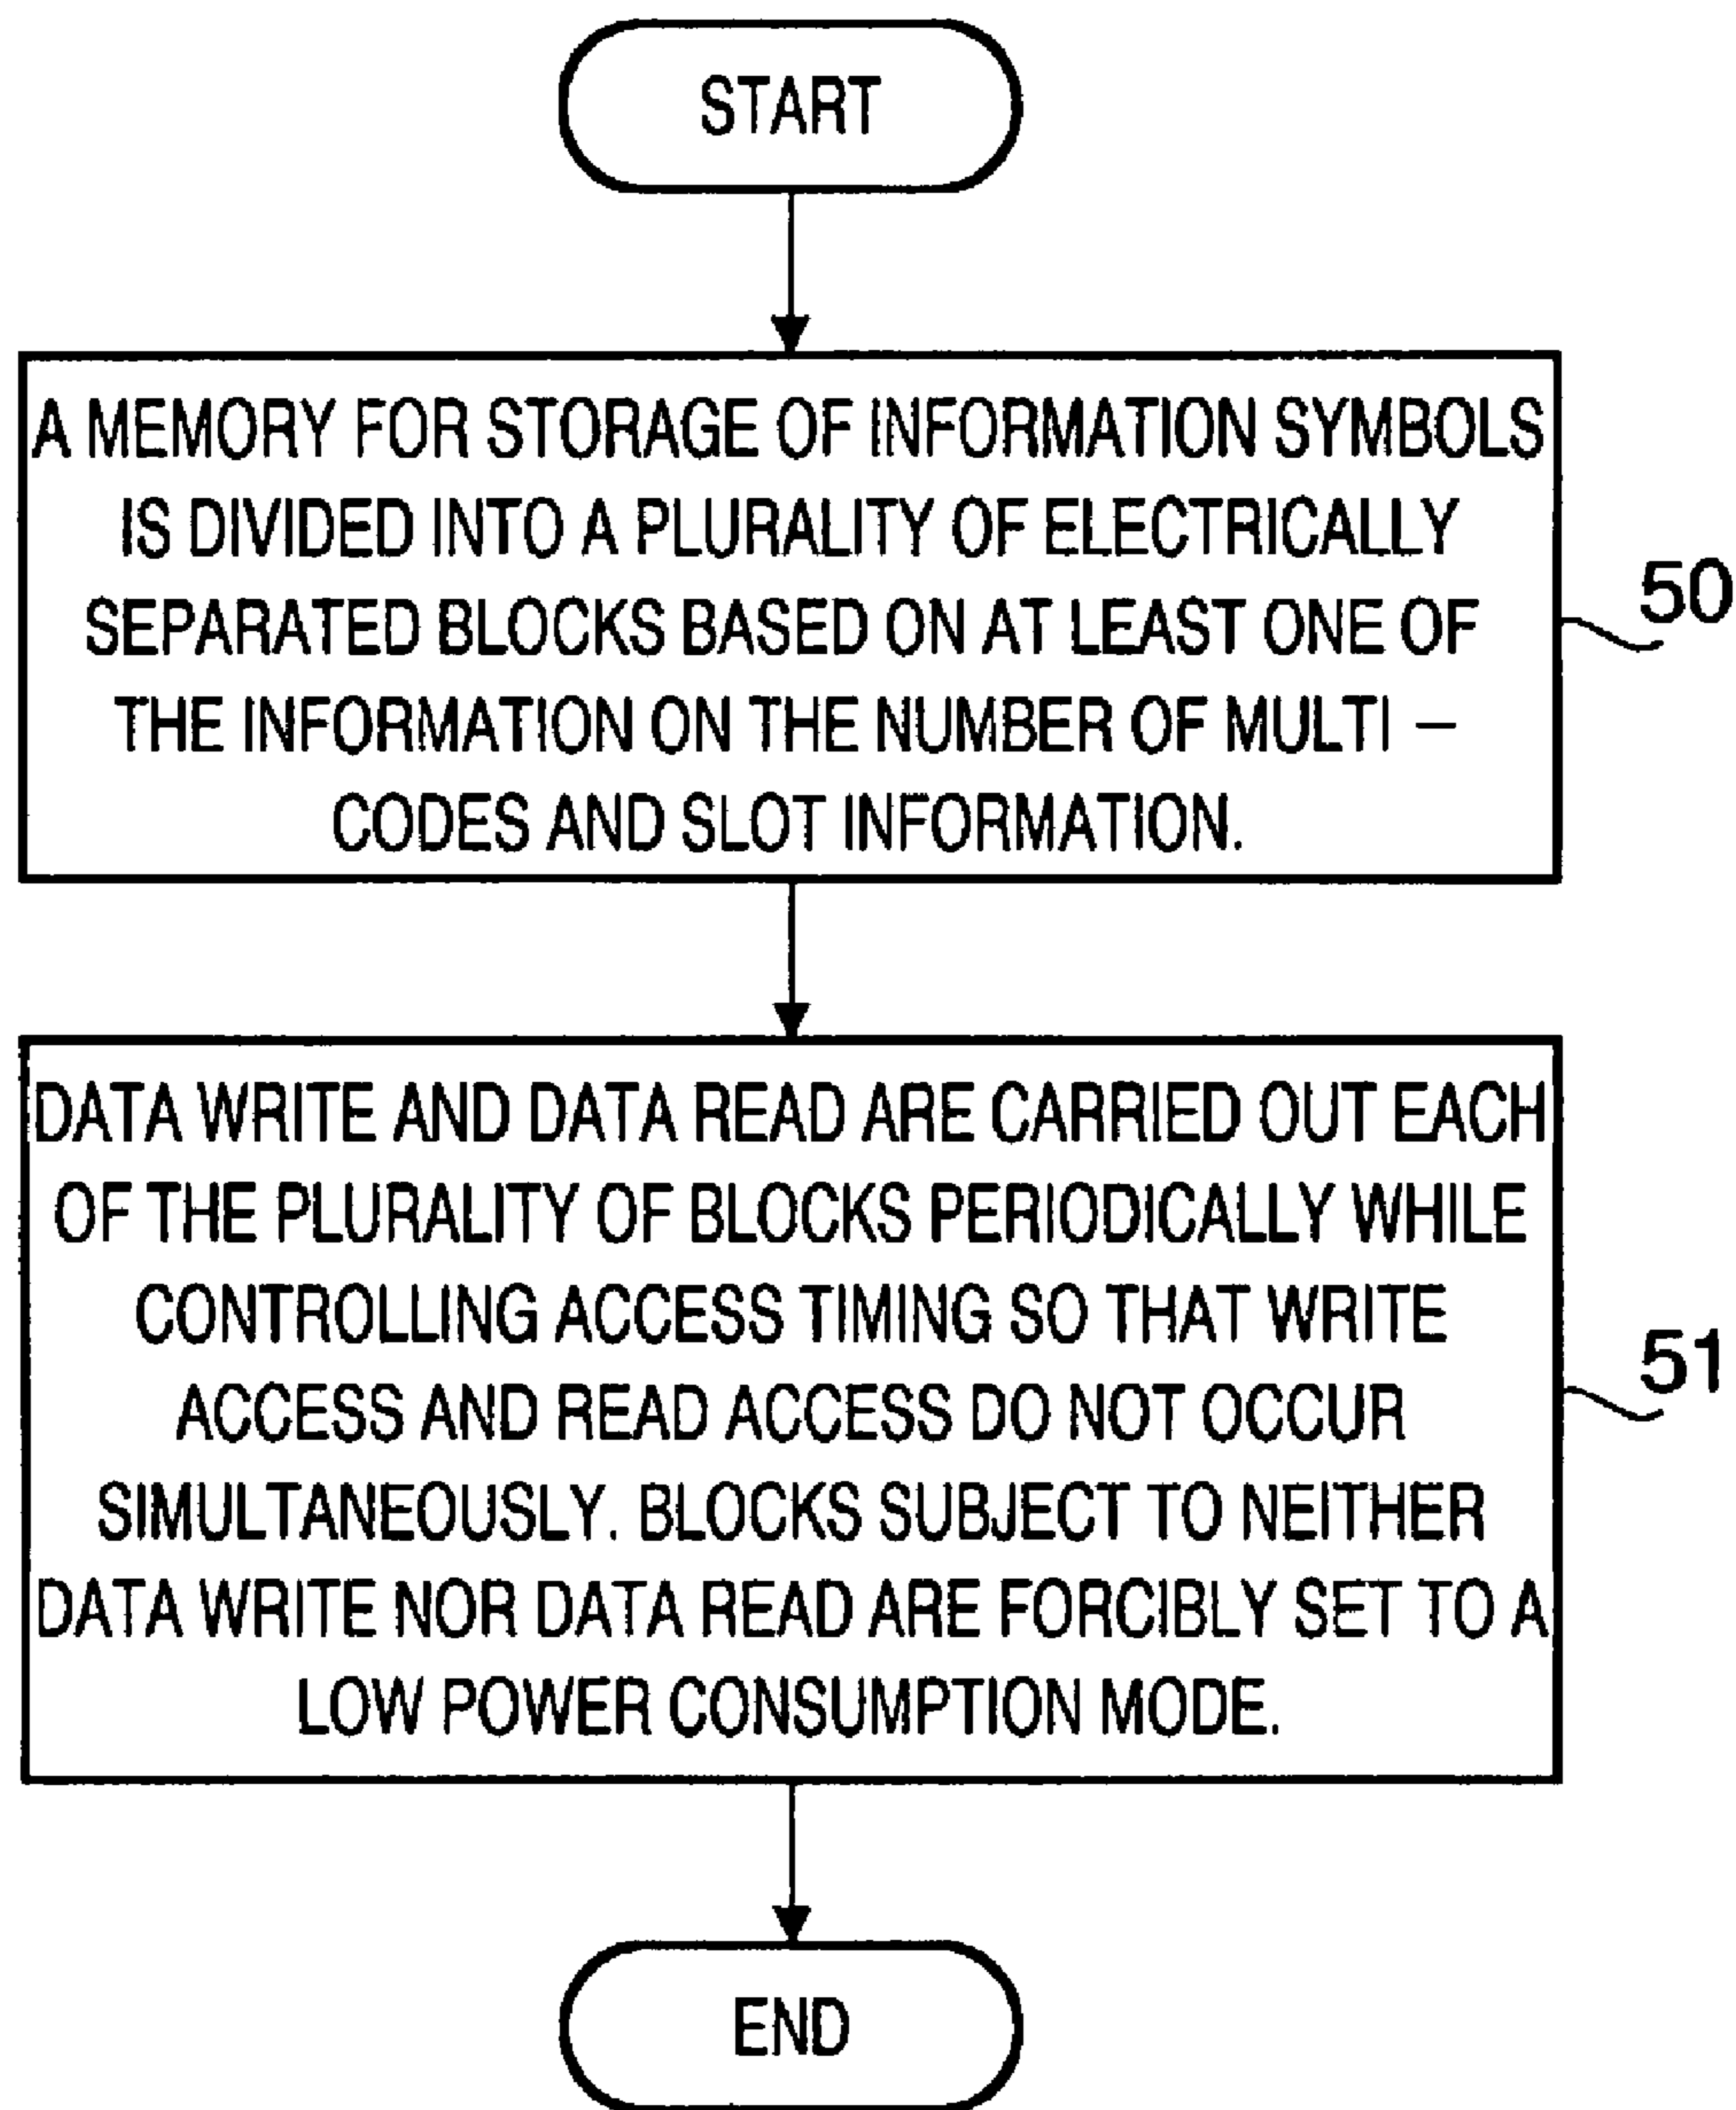 START
A MEMORY FOR STORAGE OF INFORMATION SYMBOLS
IS DIVIDED INTO A PLURALITY OF ELECTRICALLY
SEPARATED BLOCKS BASED ON AT LEAST ONE OF
THE INFORMATION ON THE NUMBER OF MULTI –
CODES AND SLOT INFORMATION.
50
DATA WRITE AND DATA READ ARE CARRIED OUT EACH
OF THE PLURALITY OF BLOCKS PERIODICALLY WHILE
CONTROLLING ACCESS TIMING SO THAT WRITE
ACCESS AND READ ACCESS DO NOT OCCUR
SIMULTANEOUSLY. BLOCKS SUBJECT TO NEITHER
DATA WRITE NOR DATA READ ARE FORCIBLY SET TO A
LOW POWER CONSUMPTION MODE.
51
END